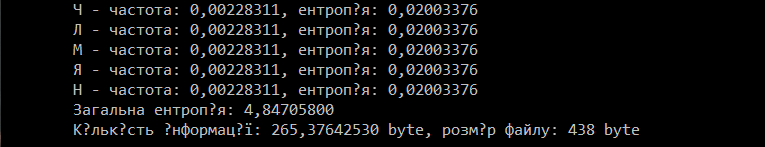 Ч - частота: 0,00228311, ентроп?я: 0,02003376
Л - частота: 0,00228311, ентроп?я: 0,02003376
М - частота: 0,00228311, ентроп?я: 0,02003376
Я - частота: 0,00228311, ентроп?я: 0,02003376
Н - частота: 0,00228311, ентроп?я: 0,02003376
Загальна ентроп?я: 4,84705800
К?льк?сть ?нформац?ї: 265,37642530 byte, розм?р файлу: 438 byte